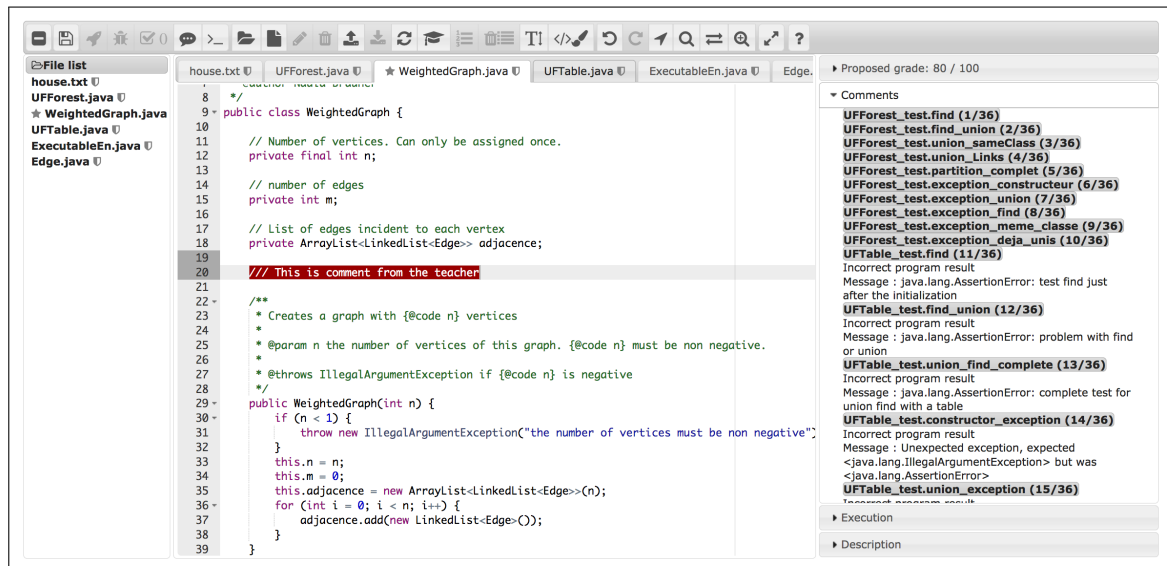 File list
house.txt
UFForest.java
WeightedGraph.java
UFTable.java
ExecutableEn.java
Edge.java
house.txt UFForest.java WeightedGraph.java UFTable.java ExecutableEn.java Edge.
8 */
9 public class WeightedGraph {
10
11 // Number of vertices. Can only be assigned once.
12 private final int n;
13
14 // number of edges
15 private int m;
16
17 // List of edges incident to each vertex
18 private ArrayList<LinkedList<Edge>> adjacence;
19
20 /// This is comment from the teacher
21
22 /**
23 * Creates a graph with {@code n} vertices
24 *
25 * @param n the number of vertices of this graph. {@code n} must be non negative.
26 *
27 * @throws IllegalArgumentException if {@code n} is negative
28 */
29 public WeightedGraph(int n) {
30 if (n < 1) {
31 throw new IllegalArgumentException("the number of vertices must be non negative")
32 }
33 this.n = n;
34 this.m = 0;
35 this.adjacence = new ArrayList<LinkedList<Edge>>(n);
36 for (int i = 0; i < n; i++) {
37 adjacence.add(new LinkedList<Edge>());
38 }
39 }
Proposed grade: 80 / 100
Comments
UFForest_test.find (1/36)
UFForest_test.find_union (2/36)
UFForest_test.union_sameClass (3/36)
UFForest_test.union_Links (4/36)
UFForest_test.partition_complet (5/36)
UFForest_test.exception_constructeur (6/36)
UFForest_test.exception_union (7/36)
UFForest_test.exception_find (8/36)
UFForest_test.exception_meme_classe (9/36)
UFForest_test.exception_deja_unis (10/36)
UFTable_test.find (11/36)
Incorrect program result
Message : java.lang.AssertionError: test find just
after the initialization
UFTable_test.find_union (12/36)
Incorrect program result
Message : java.lang.AssertionError: problem with find
or union
UFTable_test.union_find_complete (13/36)
Incorrect program result
Message : java.lang.AssertionError: complete test for
union find with a table
UFTable_test.constructor_exception (14/36)
Incorrect program result
Message : Unexpected exception, expected
<java.lang.IllegalArgumentException> but was
<java.lang.AssertionError>
UFTable_test.union_exception (15/36)
Incorrect program result
Execution
Description